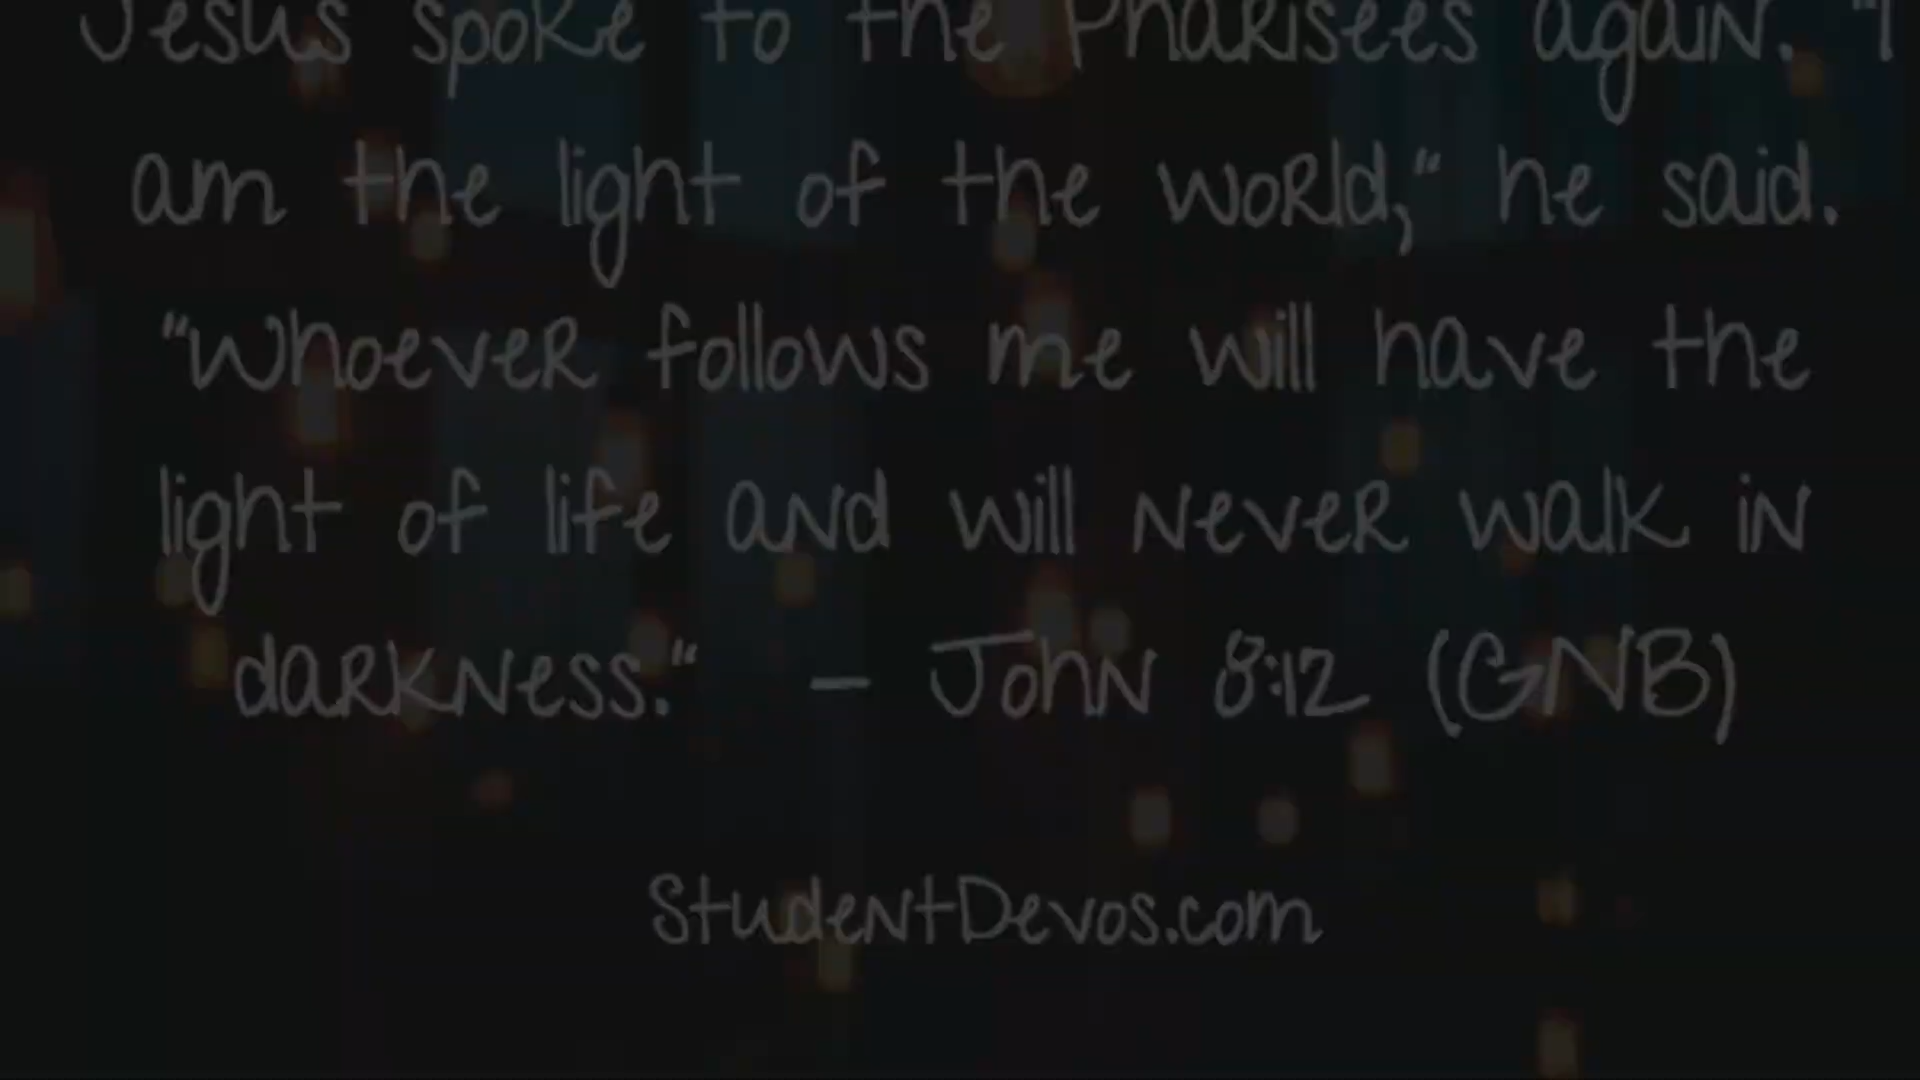 Jesus spoke to the Pharisees again. "I
am the light of the world," he said.
"Whoever follows me will have the
light of life and will never walk in
darkness." - John 8:12 (GNB)
StudentDevos.com